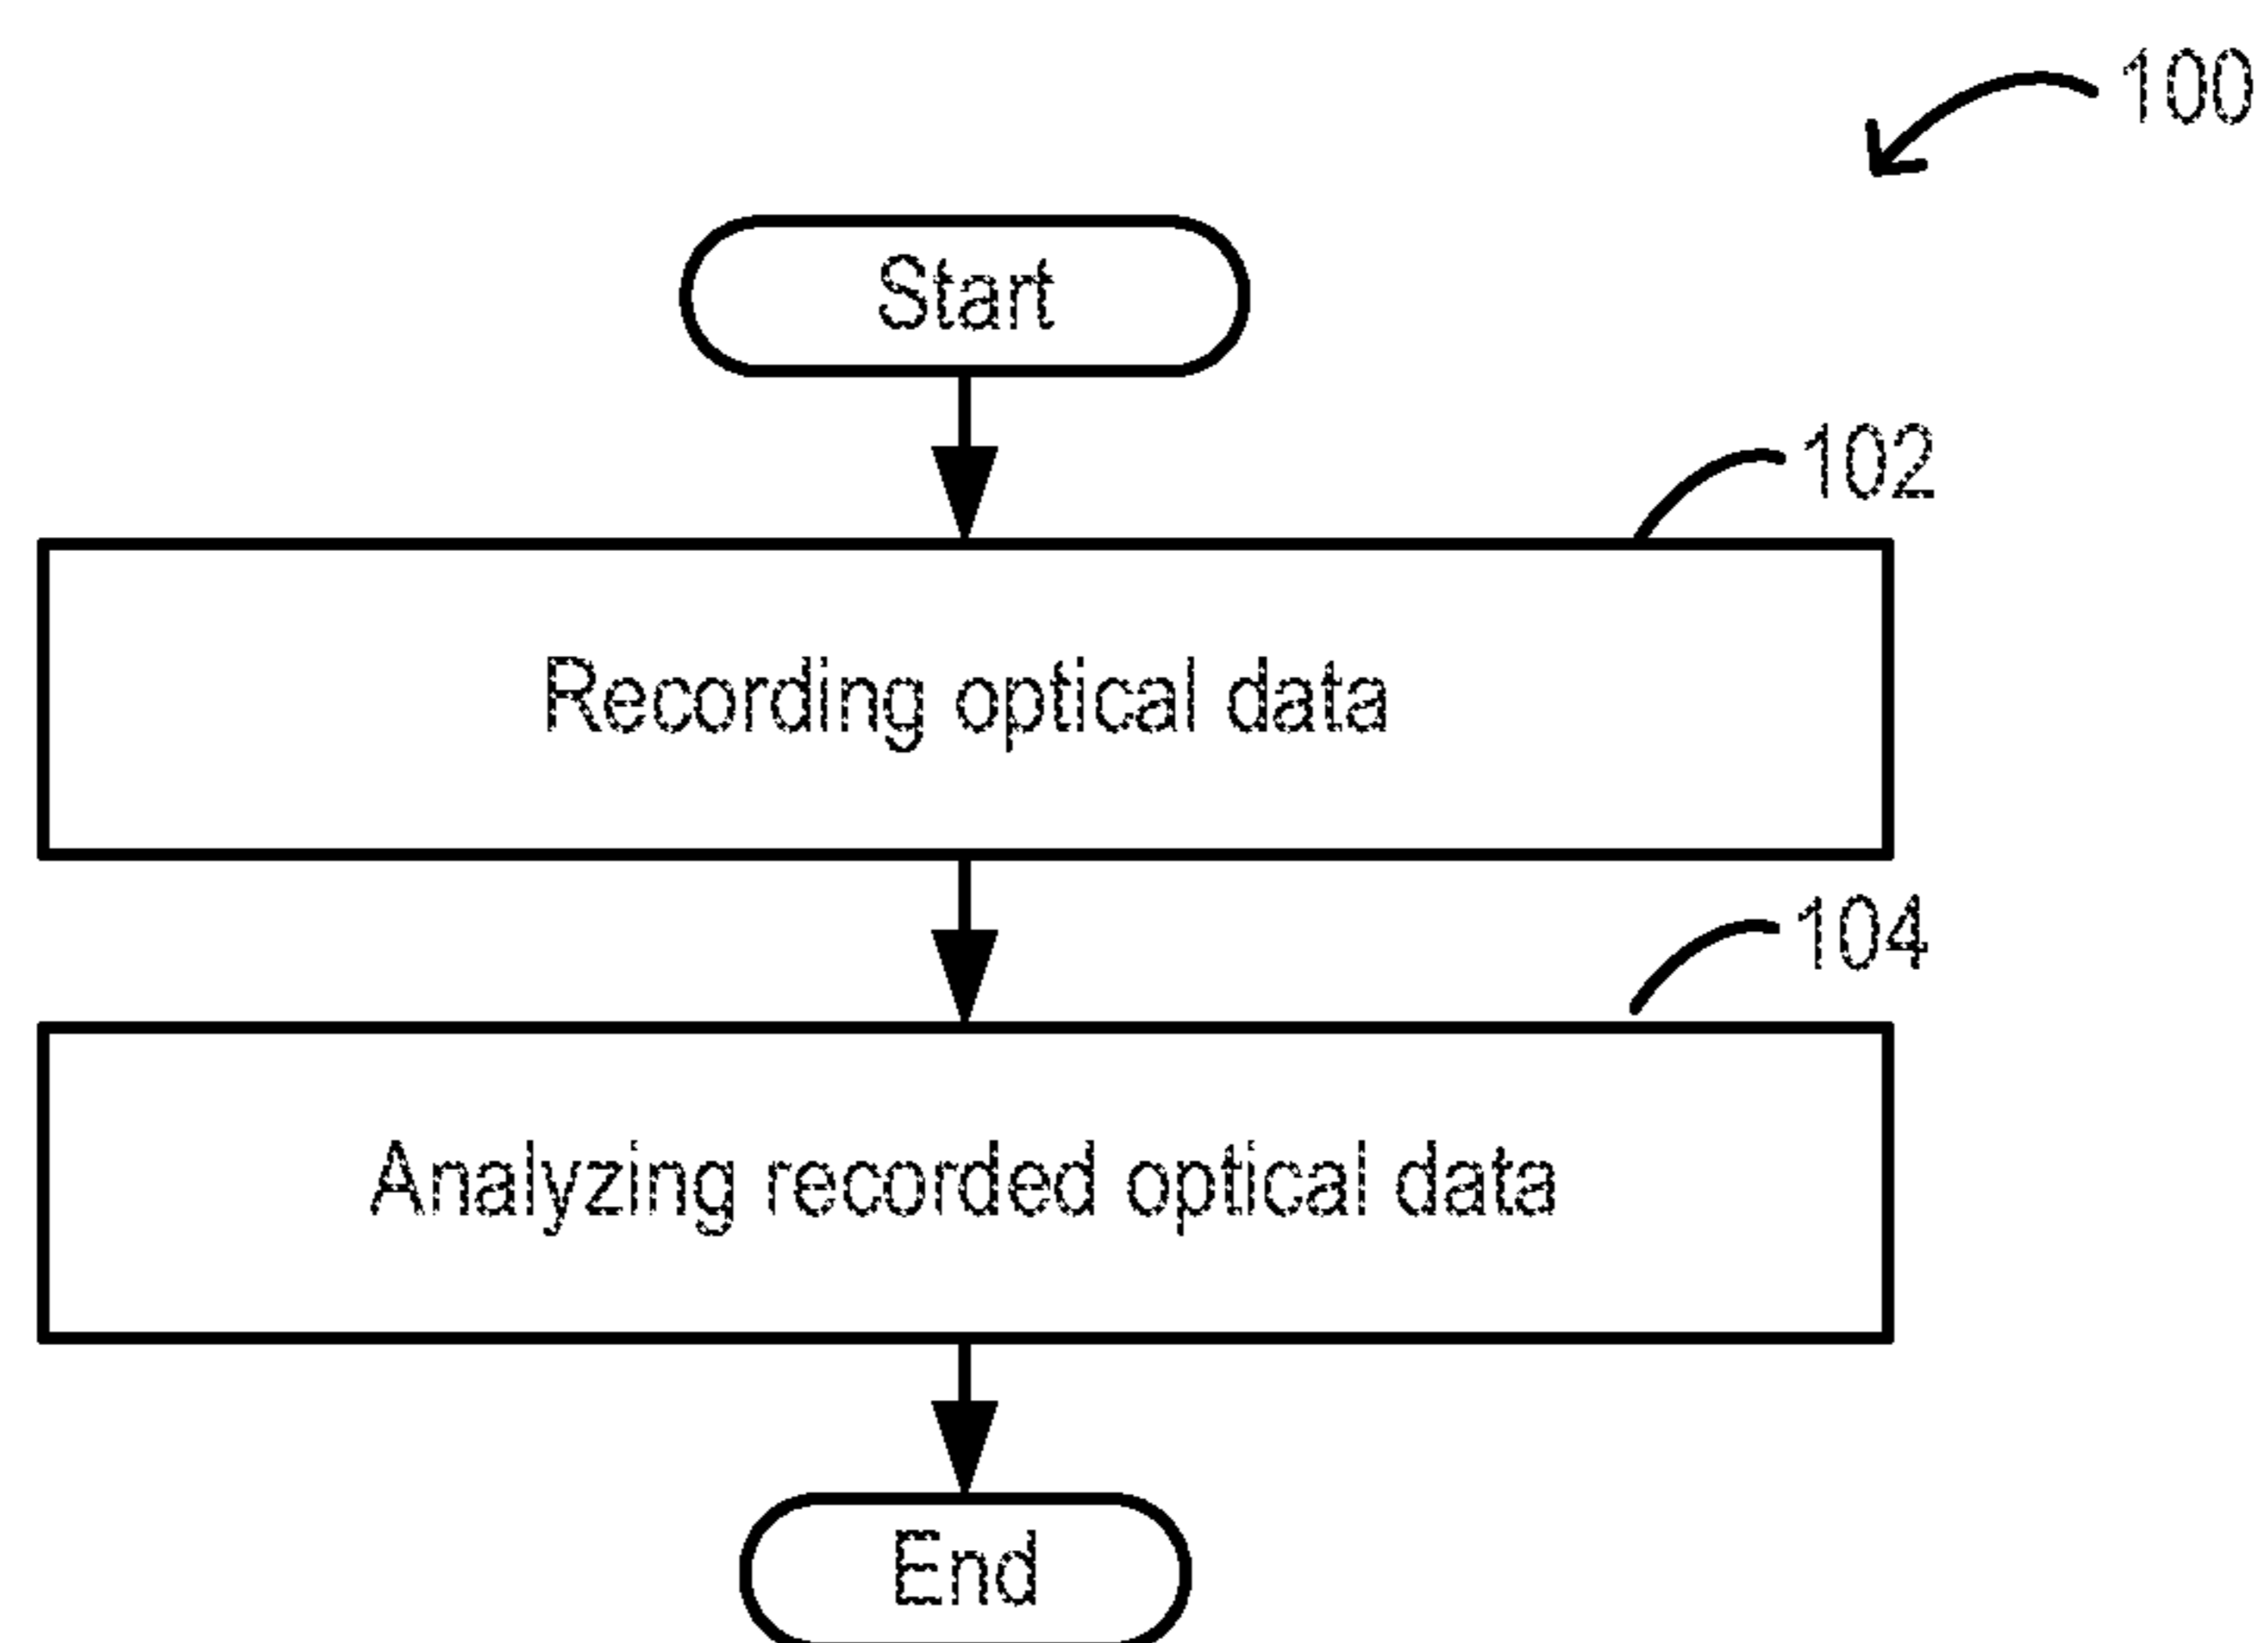 100
Start
102
Recording optical data
104
Analyzing recorded optical data
End